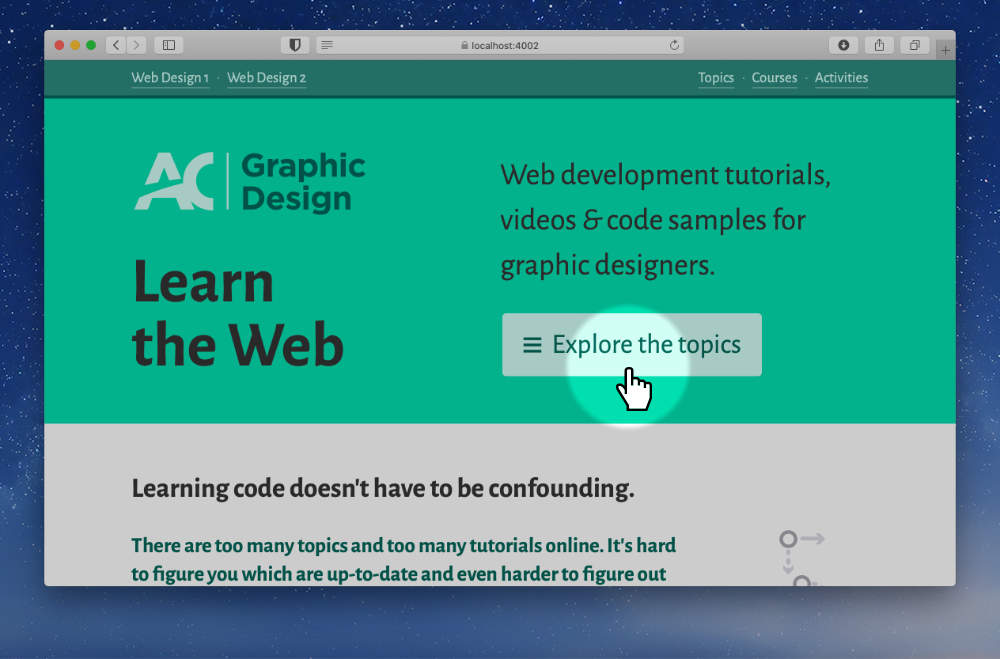 localhost:4002
Web Design 1 · Web Design 2
Topics · Courses · Activities
AC
Graphic
Design
Learn
the Web
Web development tutorials,
videos & code samples for
graphic designers.
Explore the topics
Learning code doesn't have to be confounding.
There are too many topics and too many tutorials online. It's hard
to figure you which are up-to-date and even harder to figure out